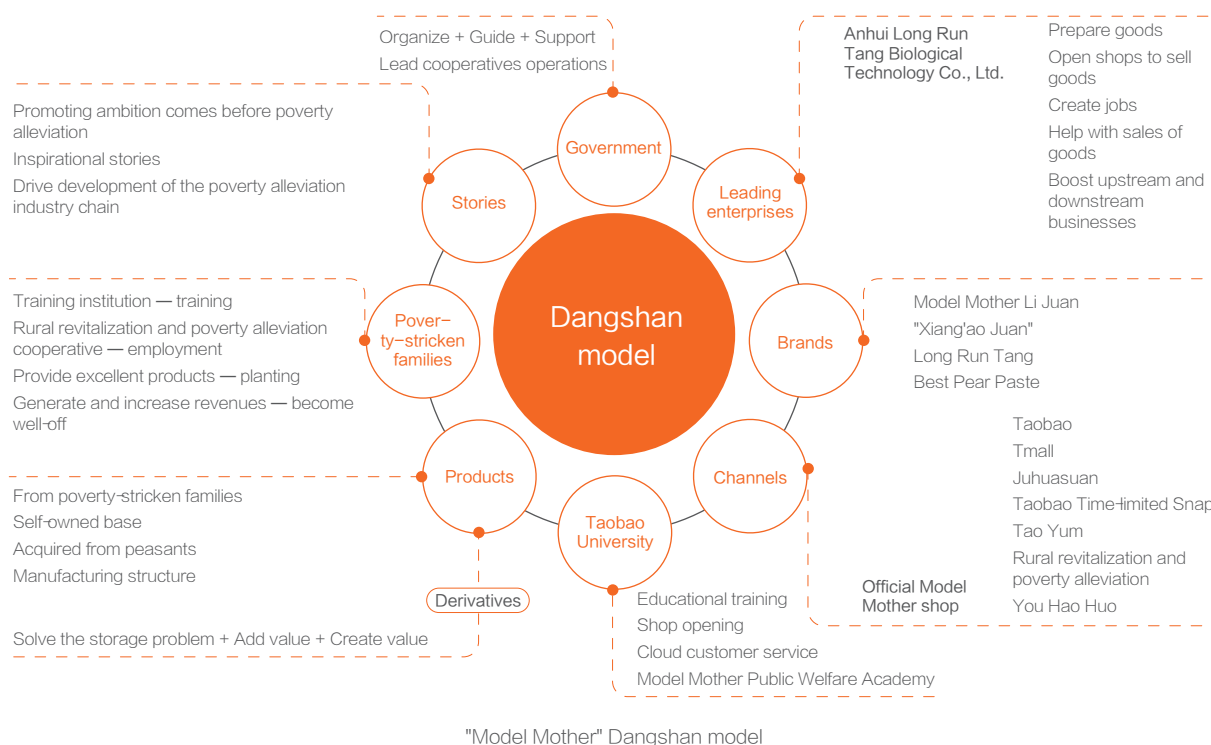 Organize + Guide + Support
Lead cooperatives operations
Government
Anhui Long Run
Tang Biological
Technology Co., Ltd.
Prepare goods
Open shops to sell
goods
Create jobs
Help with sales of
goods
Boost upstream and
downstream
businesses
Leading
enterprises
Promoting ambition comes before poverty
alleviation
Inspirational stories
Drive development of the poverty alleviation
industry chain
Stories
Dangshan
model
Training institution — training
Rural revitalization and poverty alleviation
cooperative — employment
Provide excellent products — planting
Generate and increase revenues — become
well-off
Pover-
ty-stricken
families
Brands
Model Mother Li Juan
"Xiang'ao Juan"
Long Run Tang
Best Pear Paste
From poverty-stricken families
Self-owned base
Acquired from peasants
Manufacturing structure
Products
Derivatives
Solve the storage problem + Add value + Create value
Taobao
University
Educational training
Shop opening
Cloud customer service
Model Mother Public Welfare Academy
Channels
Official Model
Mother shop
Taobao
Tmall
Juhuasuan
Taobao Time-limited Snap
Tao Yum
Rural revitalization and
poverty alleviation
You Hao Huo
"Model Mother" Dangshan model